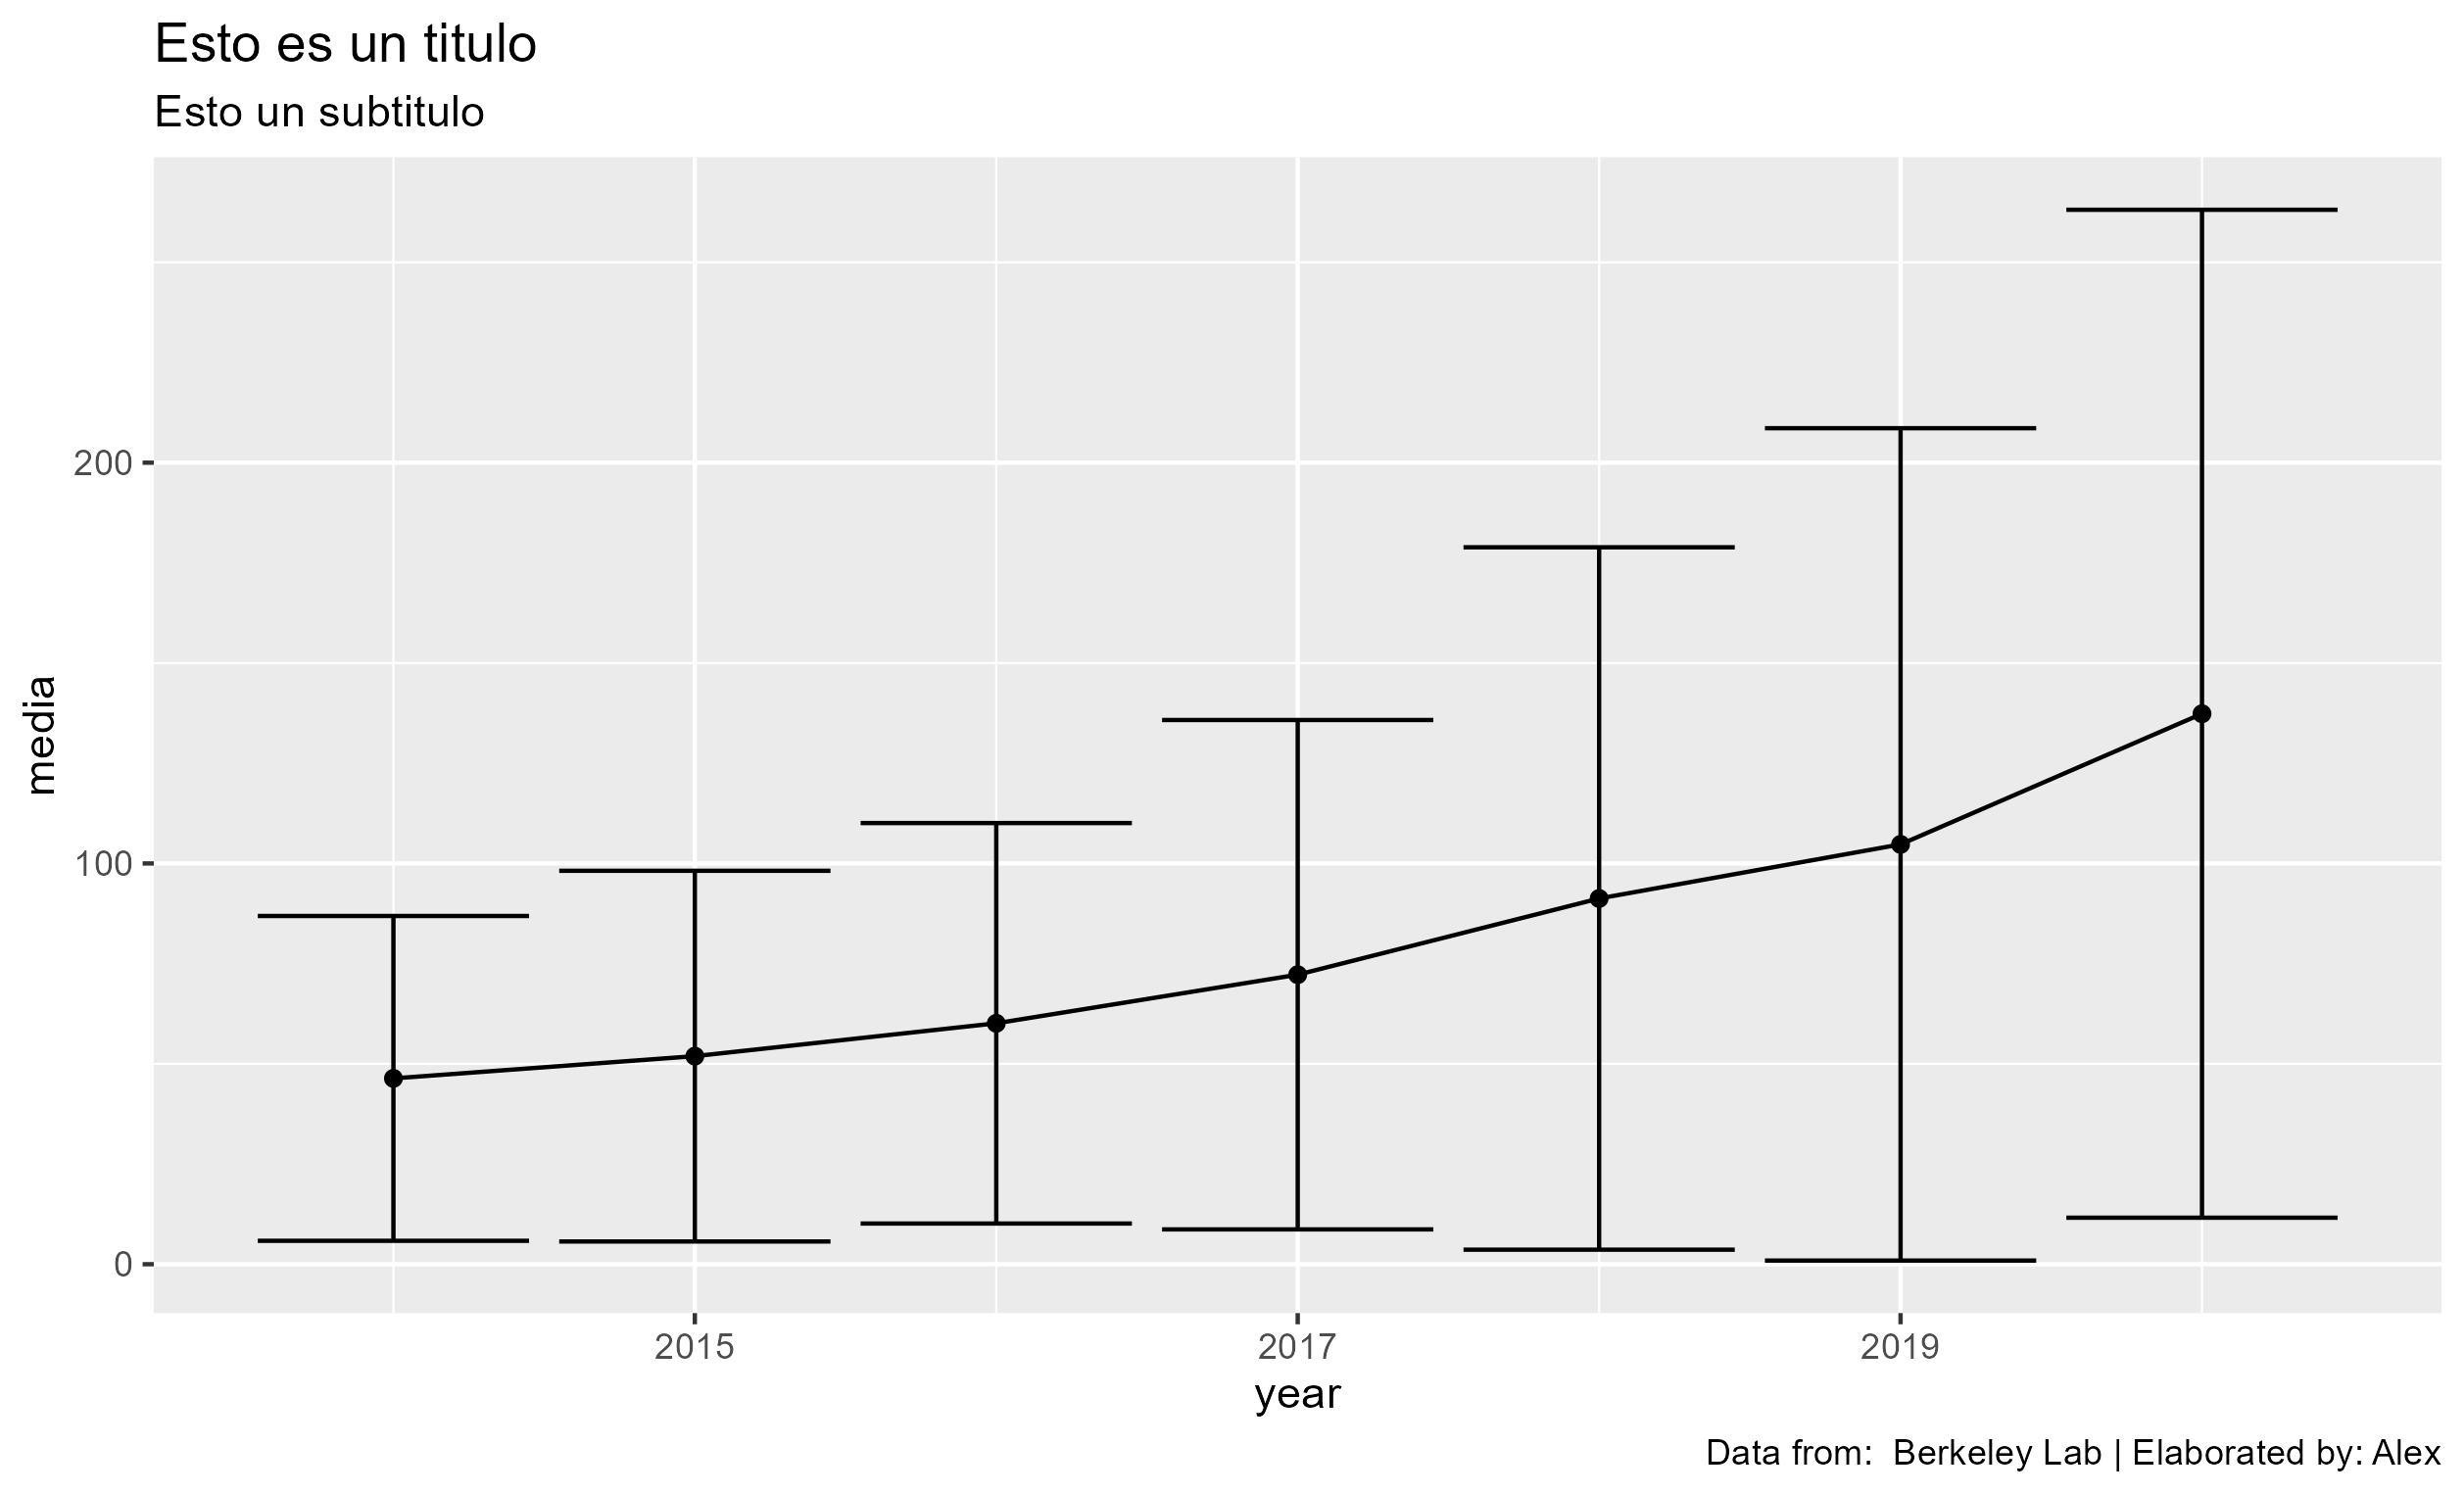 Esto es un titulo
Esto un subtitulo
media
200
100
0
2015
2017
2019
year
Data from:  Berkeley Lab | Elaborated by: Alex